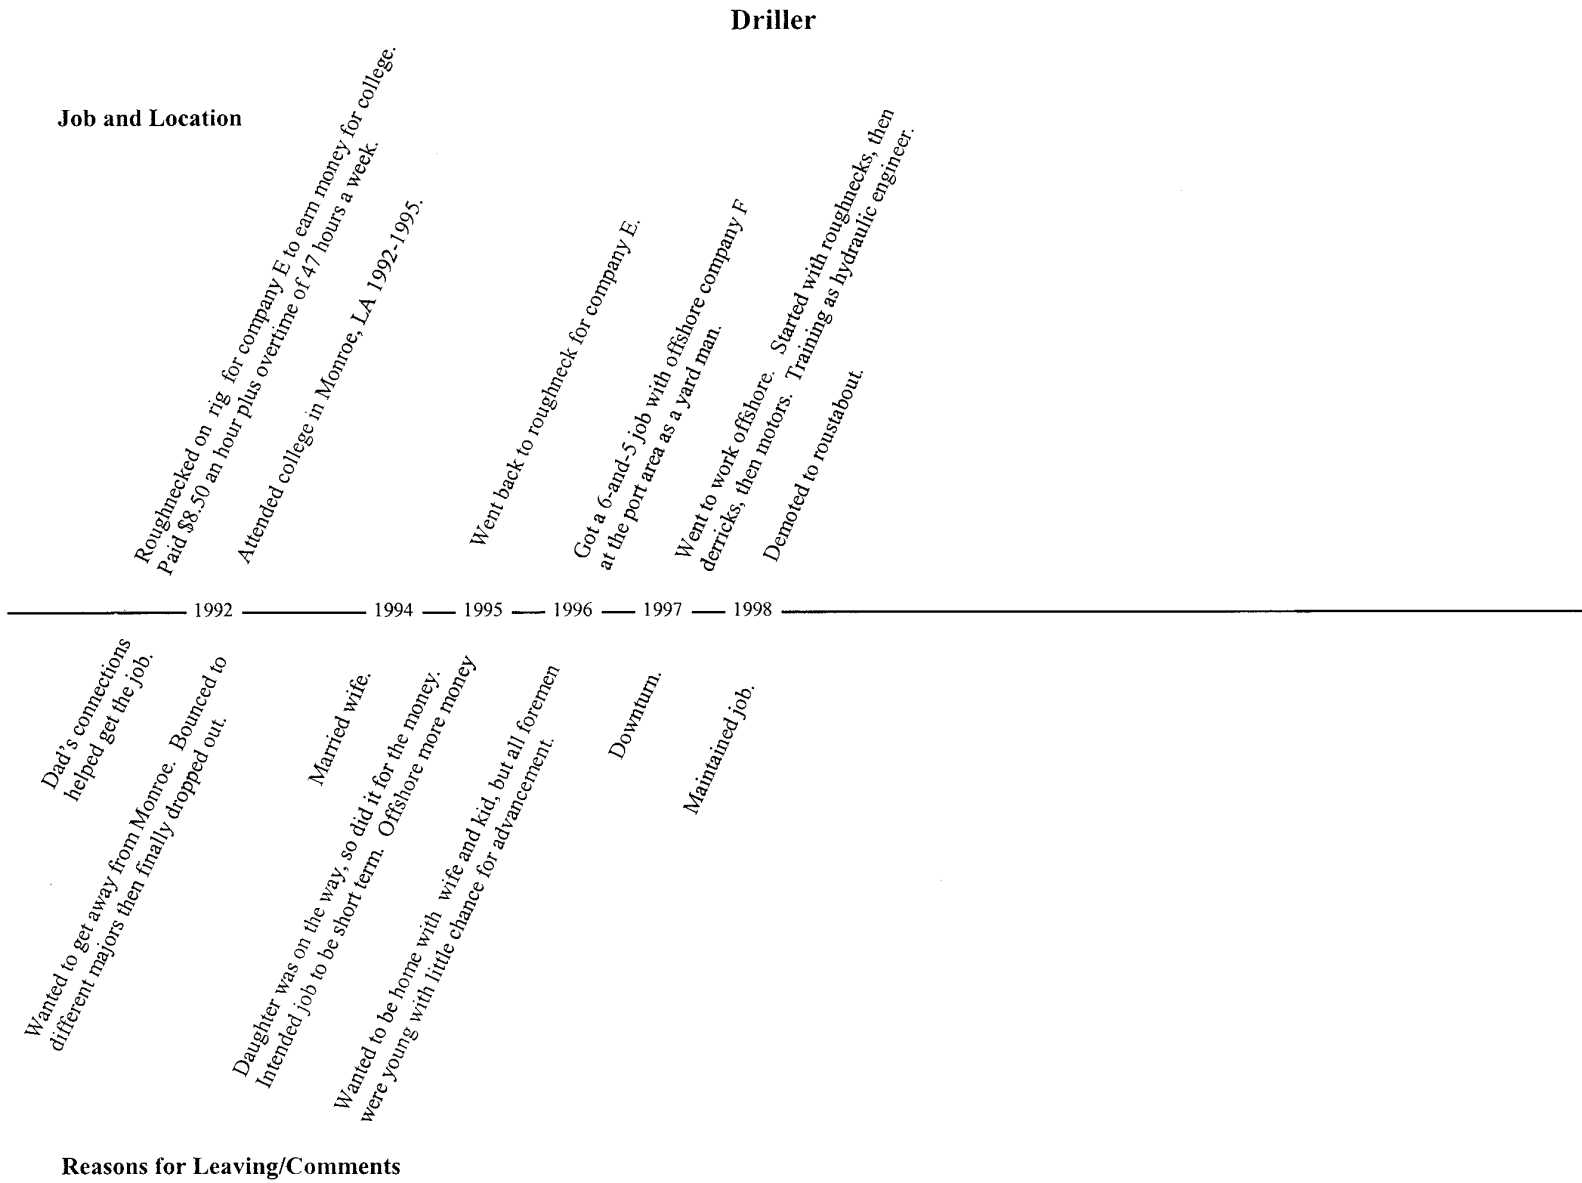 Driller
Job and Location
Roughnecked on rig for company E to earn money for college.
Paid $8.50 an hour plus overtime of 47 hours a week.
Attended college in Monroe, LA 1992-1995.
Went back to roughneck for company E.
Got a 6-and-5 job with offshore company F
at the port area as a yard man.
Went to work offshore. Started with roughnecks, then
derricks, then motors. Training as hydraulic engineer.
Demoted to roustabout.
1992 1994 1995 1996 1997 1998
Dad's connections
helped get the job.
Wanted to get away from Monroe. Bounced to
different majors then finally dropped out.
Married wife.
Daughter was on the way, so did it for the money.
Intended job to be short term. Offshore more money
Wanted to be home with wife and kid, but all foremen
were young with little chance for advancement.
Downturn.
Maintained job.
Reasons for Leaving/Comments